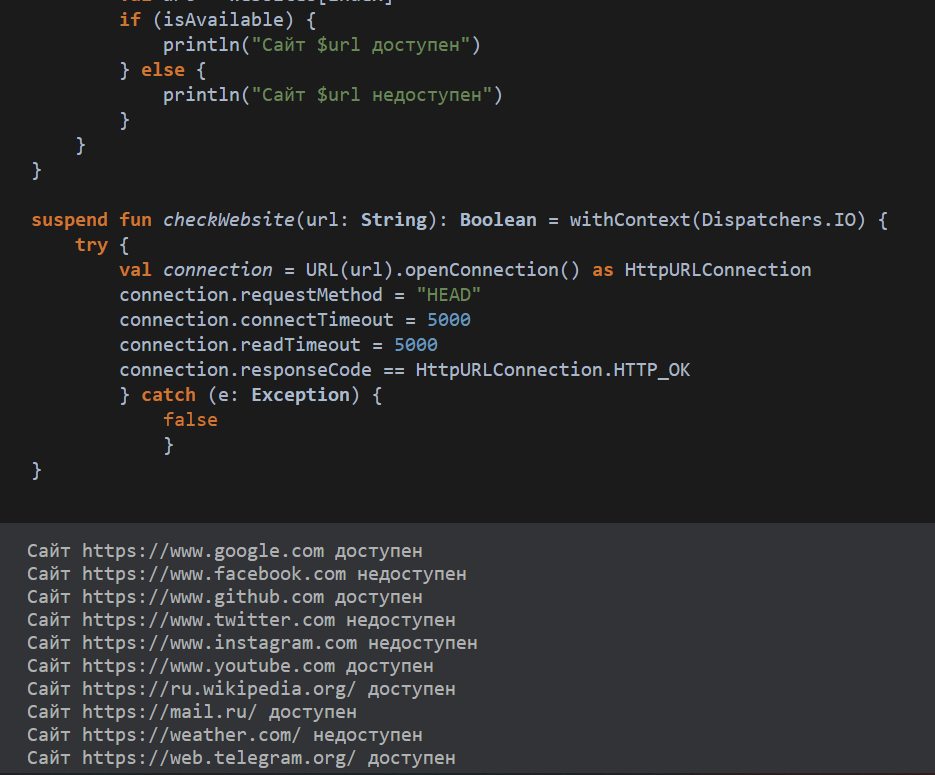 if (isAvailable) {
println("Сайт $url доступен")
} else {
println("Сайт $url недоступен")
}
}
}
suspend fun checkWebsite(url: String): Boolean = withContext(Dispatchers.IO) {
try {
val connection = URL(url).openConnection() as HttpURLConnection
connection.requestMethod = "HEAD"
connection.connectTimeout = 5000
connection.readTimeout = 5000
connection.responseCode == HttpURLConnection.HTTP_OK
} catch (e: Exception) {
false
}
}
Сайт https://www.google.com доступен
Сайт https://www.facebook.com недоступен
Сайт https://www.github.com доступен
Сайт https://www.twitter.com недоступен
Сайт https://www.instagram.com недоступен
Сайт https://www.youtube.com доступен
Сайт https://ru.wikipedia.org/ доступен
Сайт https://mail.ru/ доступен
Сайт https://weather.com/ недоступен
Сайт https://web.telegram.org/ доступен